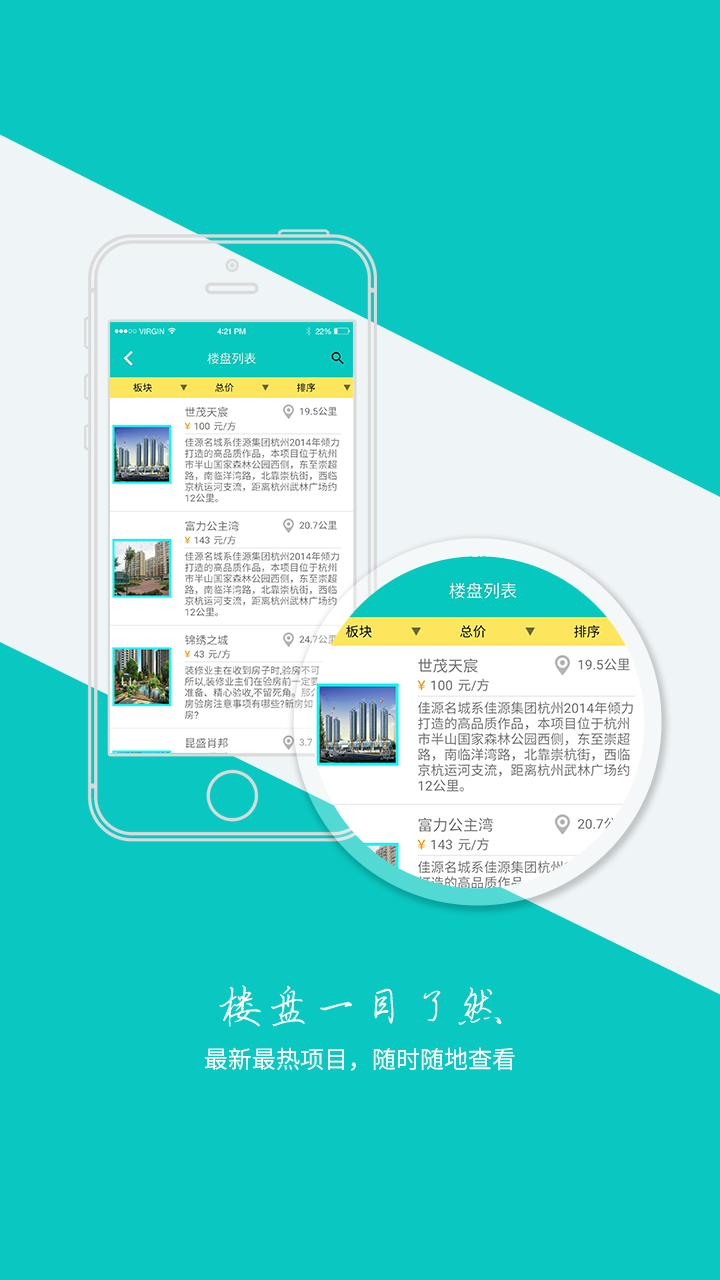 VIRGIN 4:21 PM 22%
楼盘列表
板块 总价 排序
世茂天宸 19.5公里
¥ 100 元/方
佳源名城系佳源集团杭州2014年倾力
打造的高品质作品，本项目位于杭州
市半山国家森林公园西侧，东至崇超
路，南临洋湾路，北靠崇杭街，西临
京杭运河支流，距离杭州武林广场约
12公里。
富力公主湾 20.7公里
¥ 143 元/方
佳源名城系佳源集团杭州2014年倾力
打造的高品质作品，本项目位于杭州
市半山国家森林公园西侧，东至崇超
路，南临洋湾路，北靠崇杭街，西临
京杭运河支流，距离杭州武林广场约
12公里。
锦绣之城 24.7公里
¥ 43 元/方
装修业主在收到房子时,验房不可
所以,装修业主们在验房前一定要
准备、精心验收,不留死角。那么
房验房注意事项有哪些?新房如
房?
昆盛肖邦 3.7
楼盘列表
板块 总价 排序
世茂天宸 19.5公里
¥ 100 元/方
佳源名城系佳源集团杭州2014年倾力
打造的高品质作品，本项目位于杭州
市半山国家森林公园西侧，东至崇超
路，南临洋湾路，北靠崇杭街，西临
京杭运河支流，距离杭州武林广场约
12公里。
富力公主湾 20.7公
¥ 143 元/方
佳源名城系佳源集团杭州
打造的高品质作
楼盘一目了然
最新最热项目，随时随地查看